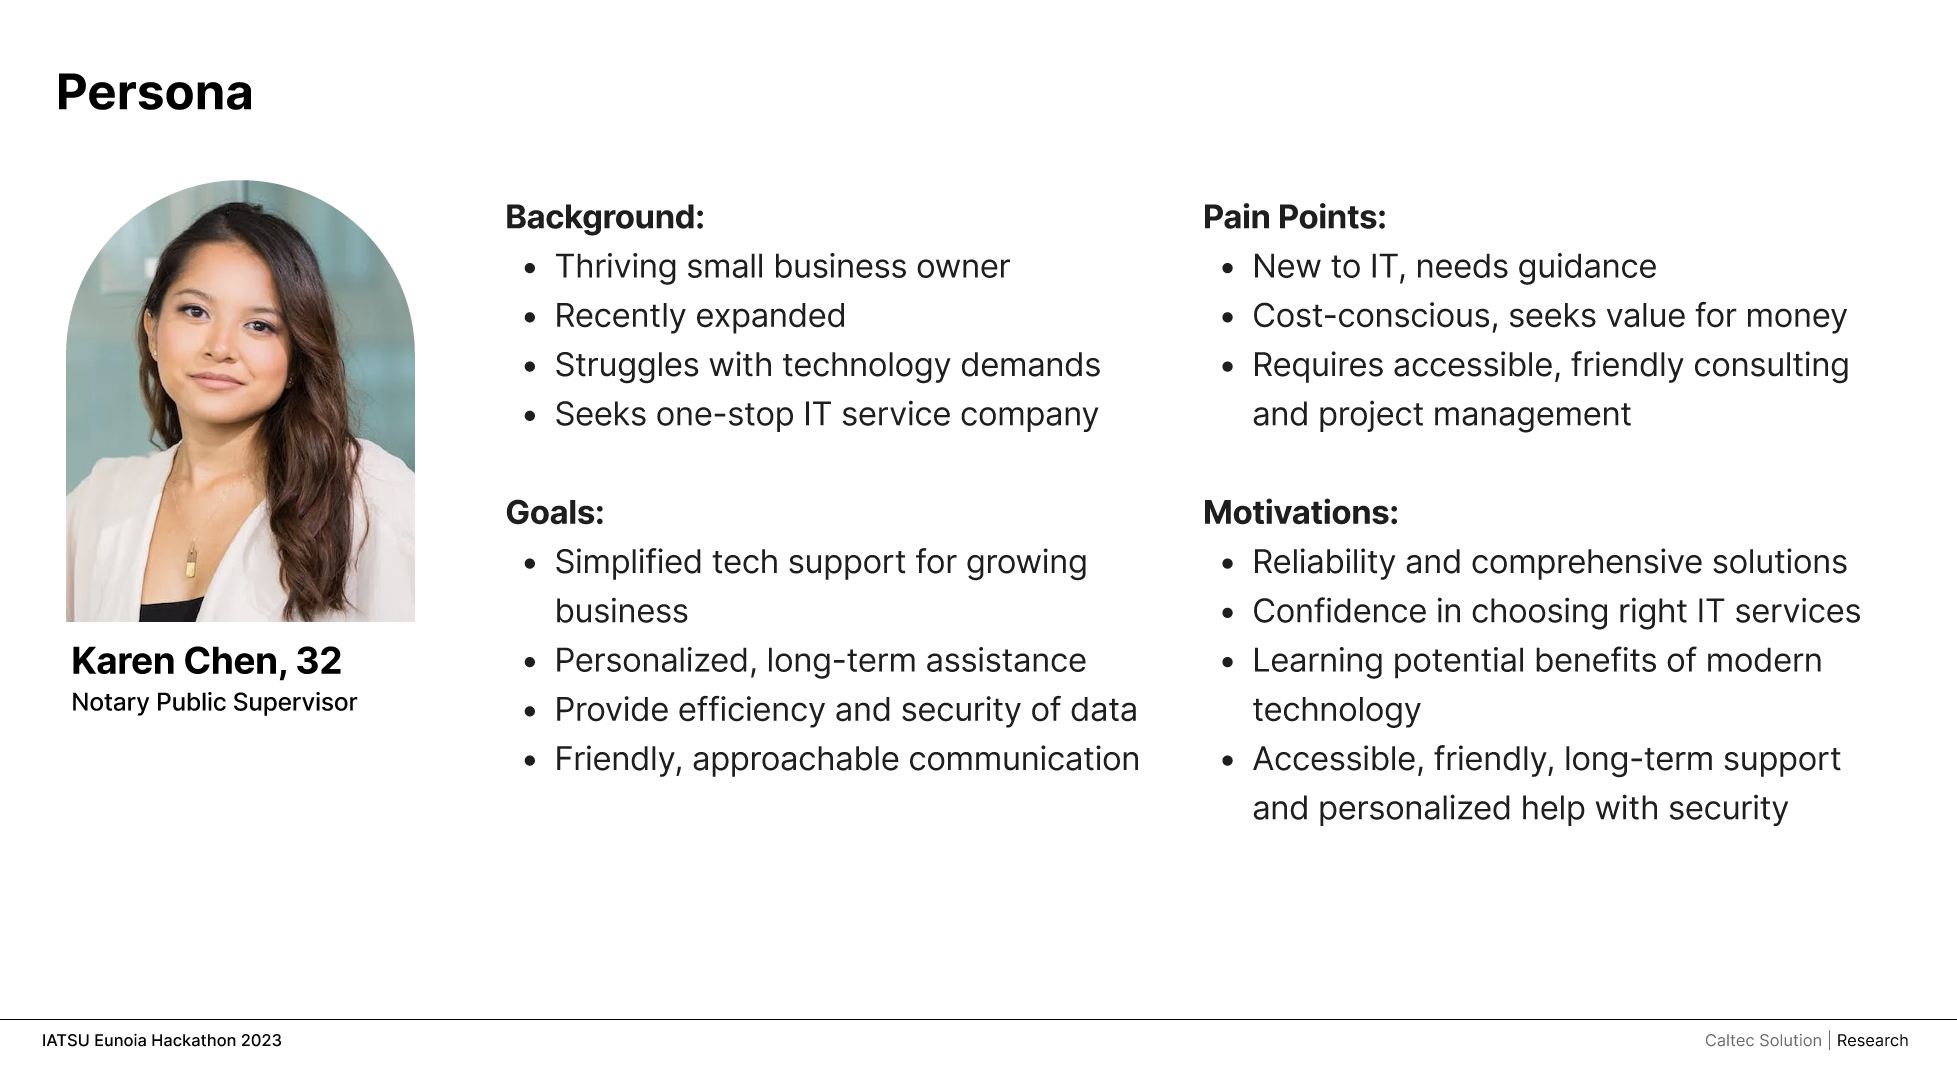 Persona
Karen Chen, 32
Notary Public Supervisor
Background:
• Thriving small business owner
• Recently expanded
• Struggles with technology demands
• Seeks one-stop IT service company
Goals:
• Simplified tech support for growing
business
• Personalized, long-term assistance
• Provide efficiency and security of data
• Friendly, approachable communication
Pain Points:
• New to IT, needs guidance
• Cost-conscious, seeks value for money
• Requires accessible, friendly consulting
and project management
Motivations:
• Reliability and comprehensive solutions
• Confidence in choosing right IT services
• Learning potential benefits of modern
technology
• Accessible, friendly, long-term support
and personalized help with security
IATSU Eunoia Hackathon 2023
Caltec Solution | Research